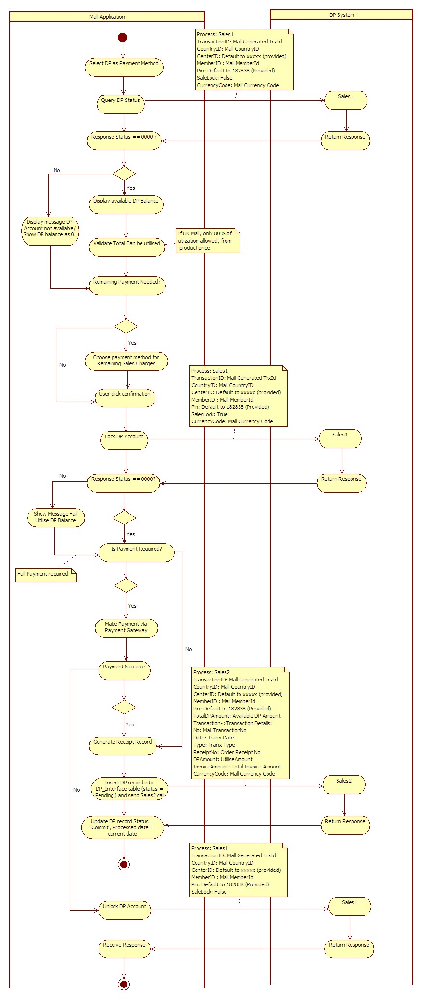 Mall Application
DP System
Process: Sales1
TransactionID: Mall Generated TrxId
CountryID: Mall CountryID
CenterID: Default to xxxxx (provided)
MemberID : Mall MemberId
Pin: Default to 182838 (Provided)
SaleLock: False
CurrencyCode: Mall Currency Code
Select DP as Payment Method
Query DP Status
Sales1
Response Status == 0000 ?
Return Response
No
Yes
Display available DP Balance
Display message DP
Account not available/
Show DP balance as 0.
Validate Total Can be utilised
If UK Mall, only 80% of
utlization allowed, from
product price.
Remaining Payment Needed?
Yes
No
Choose payment method for
Remaining Sales Charges
User click confirmation
Process: Sales1
TransactionID: Mall Generated TrxId
CountryID: Mall CountryID
CenterID: Default to xxxxx (provided)
MemberID : Mall MemberId
Pin: Default to 182838 (Provided)
SalesLock: True
CurrencyCode: Mall Currency Code
Lock DP Account
Sales1
No
Response Status == 0000?
Return Response
Show Message Fail
Utilise DP Balance
Yes
Is Payment Required?
Full Payment required.
Yes
Make Payment via
Payment Gateway
No
Payment Success?
Process: Sales2
TransactionID: Mall Generated TrxId
CountryID: Mall CountryID
CenterID: Default to xxxxx (provided)
MemberID : Mall MemberId
Pin: Default to 182838 (Provided)
TotalDPAmount: Available DP Amount
Transaction->Transaction Details:
No: Mall TransactionNo
Date: Tranx Date
Type: Tranx Type
ReceiptNo: Order Receipt No
DPAmount: UtiliseAmount
InvoiceAmount: Total Invoice Amount
CurrencyCode: Mall Currency Code
Yes
Generate Receipt Record
No
Insert DP record into
DP_Interface table (status =
'Pending') and send Sales2 call
Sales2
Update DP record Status =
'Commit', Processed date =
current date
Return Response
Process: Sales1
TransactionID: Mall Generated TrxId
CountryID: Mall CountryID
CenterID: Default to xxxxx (provided)
MemberID : Mall MemberId
Pin: Default to 182838 (Provided)
SaleLock: False
Unlock DP Account
Sales1
Receive Response
Return Response